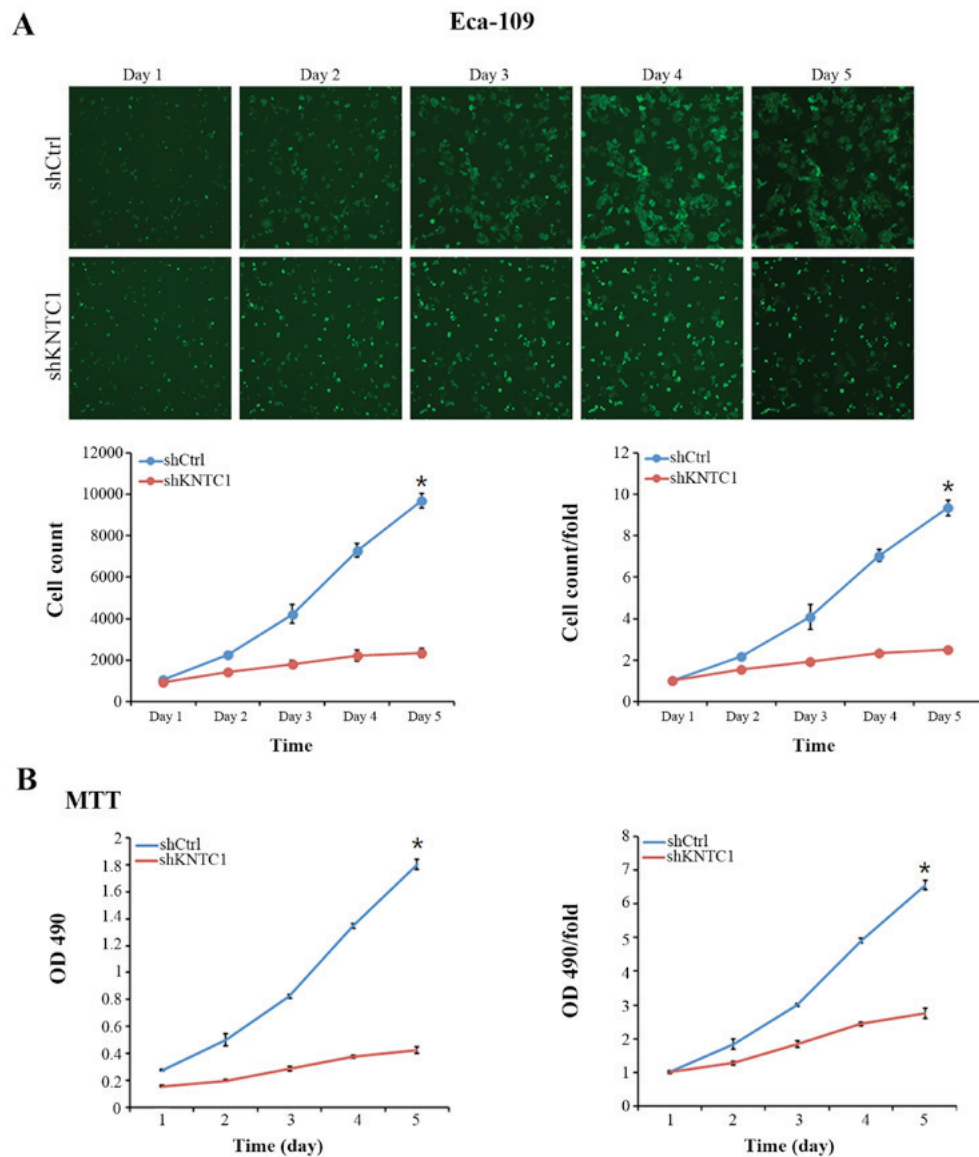 A
Eca-109
Day 1 Day 2 Day 3 Day 4 Day 5
shCtrl
shKNTC1
Cell count
12000
10000
8000
6000
4000
2000
0
shCtrl
shKNTC1
*
Day 1 Day 2 Day 3 Day 4 Day 5
Time
Cell count/fold
12
10
8
6
4
2
0
shCtrl
shKNTC1
*
Day 1 Day 2 Day 3 Day 4 Day 5
Time
B
MTT
OD 490
2
1.8
1.6
1.4
1.2
1
0.8
0.6
0.4
0.2
0
shCtrl
shKNTC1
*
1 2 3 4 5
Time (day)
OD 490/fold
8
7
6
5
4
3
2
1
0
shCtrl
shKNTC1
*
1 2 3 4 5
Time (day)